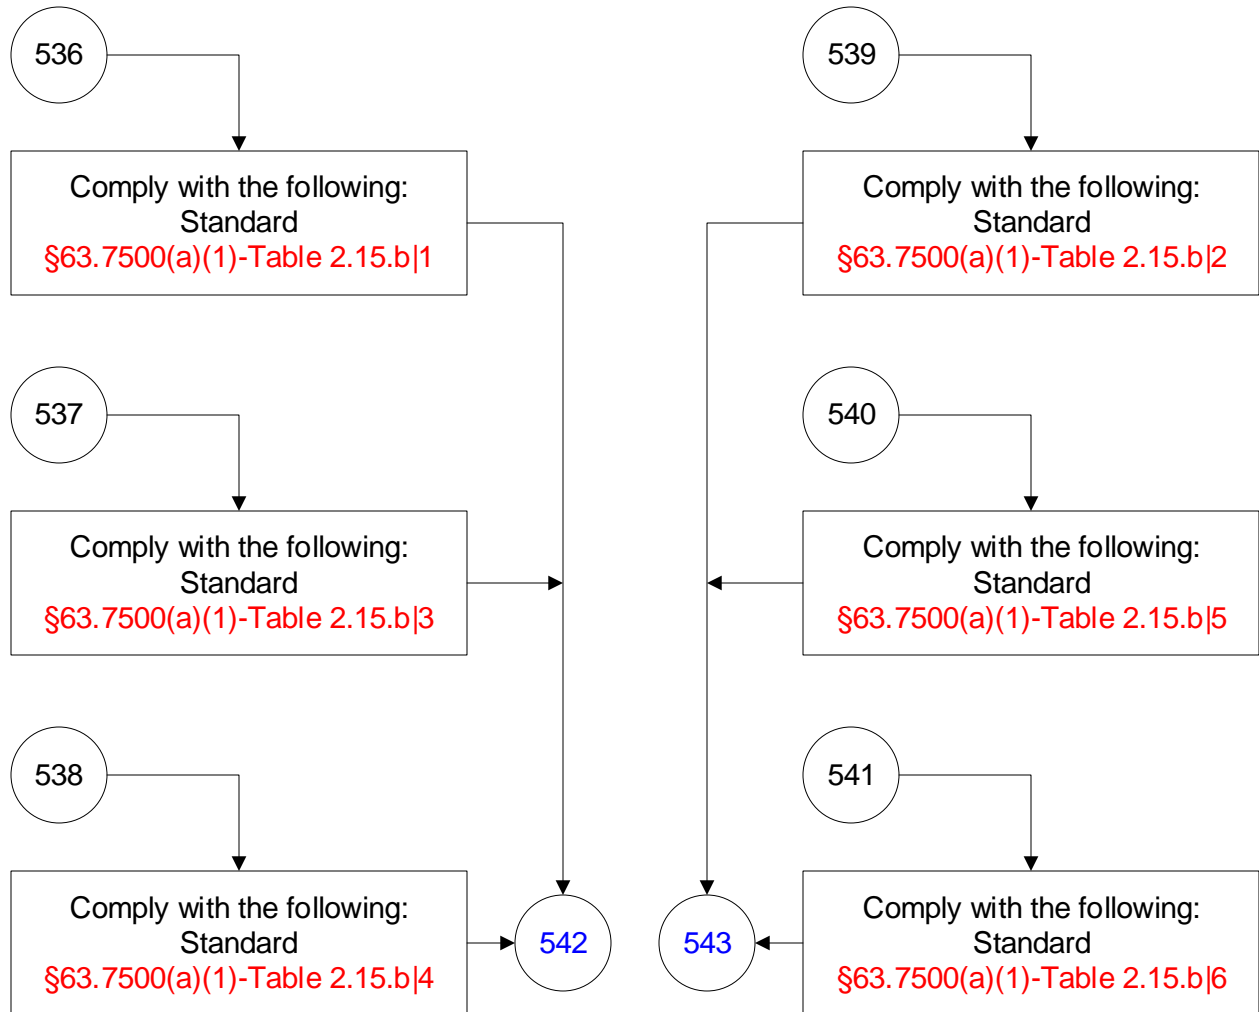 536
Comply with the following:
Standard
§63.7500(a)(1)-Table 2.15.b|1
537
Comply with the following:
Standard
§63.7500(a)(1)-Table 2.15.b|3
538
Comply with the following:
Standard
§63.7500(a)(1)-Table 2.15.b|4
542
539
Comply with the following:
Standard
§63.7500(a)(1)-Table 2.15.b|2
540
Comply with the following:
Standard
§63.7500(a)(1)-Table 2.15.b|5
541
Comply with the following:
Standard
§63.7500(a)(1)-Table 2.15.b|6
543